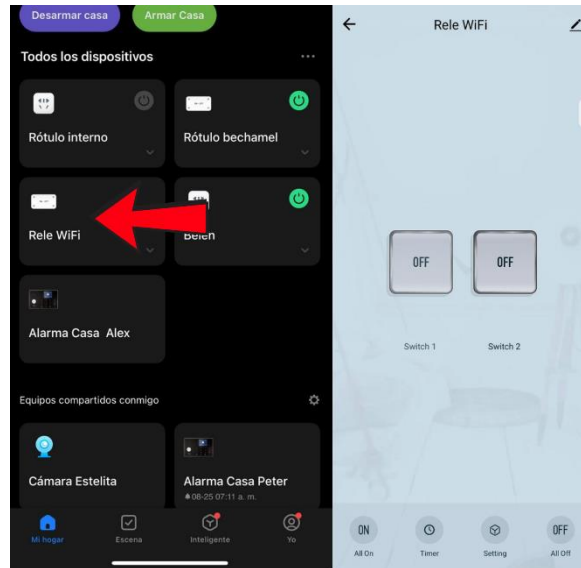 Desarmar casa
Armar Casa
Todos los dispositivos
Rótulo interno
Rótulo bechamel
Rele WiFi
Belén
Alarma Casa Alex
Equipos compartidos conmigo
Cámara Estelita
Alarma Casa Peter
08-25 07:11 a. m.
Mi hogar
Escena
Inteligente
Yo
Rele WiFi
OFF
OFF
Switch 1
Switch 2
ON
OFF
All On
Timer
Setting
All Off